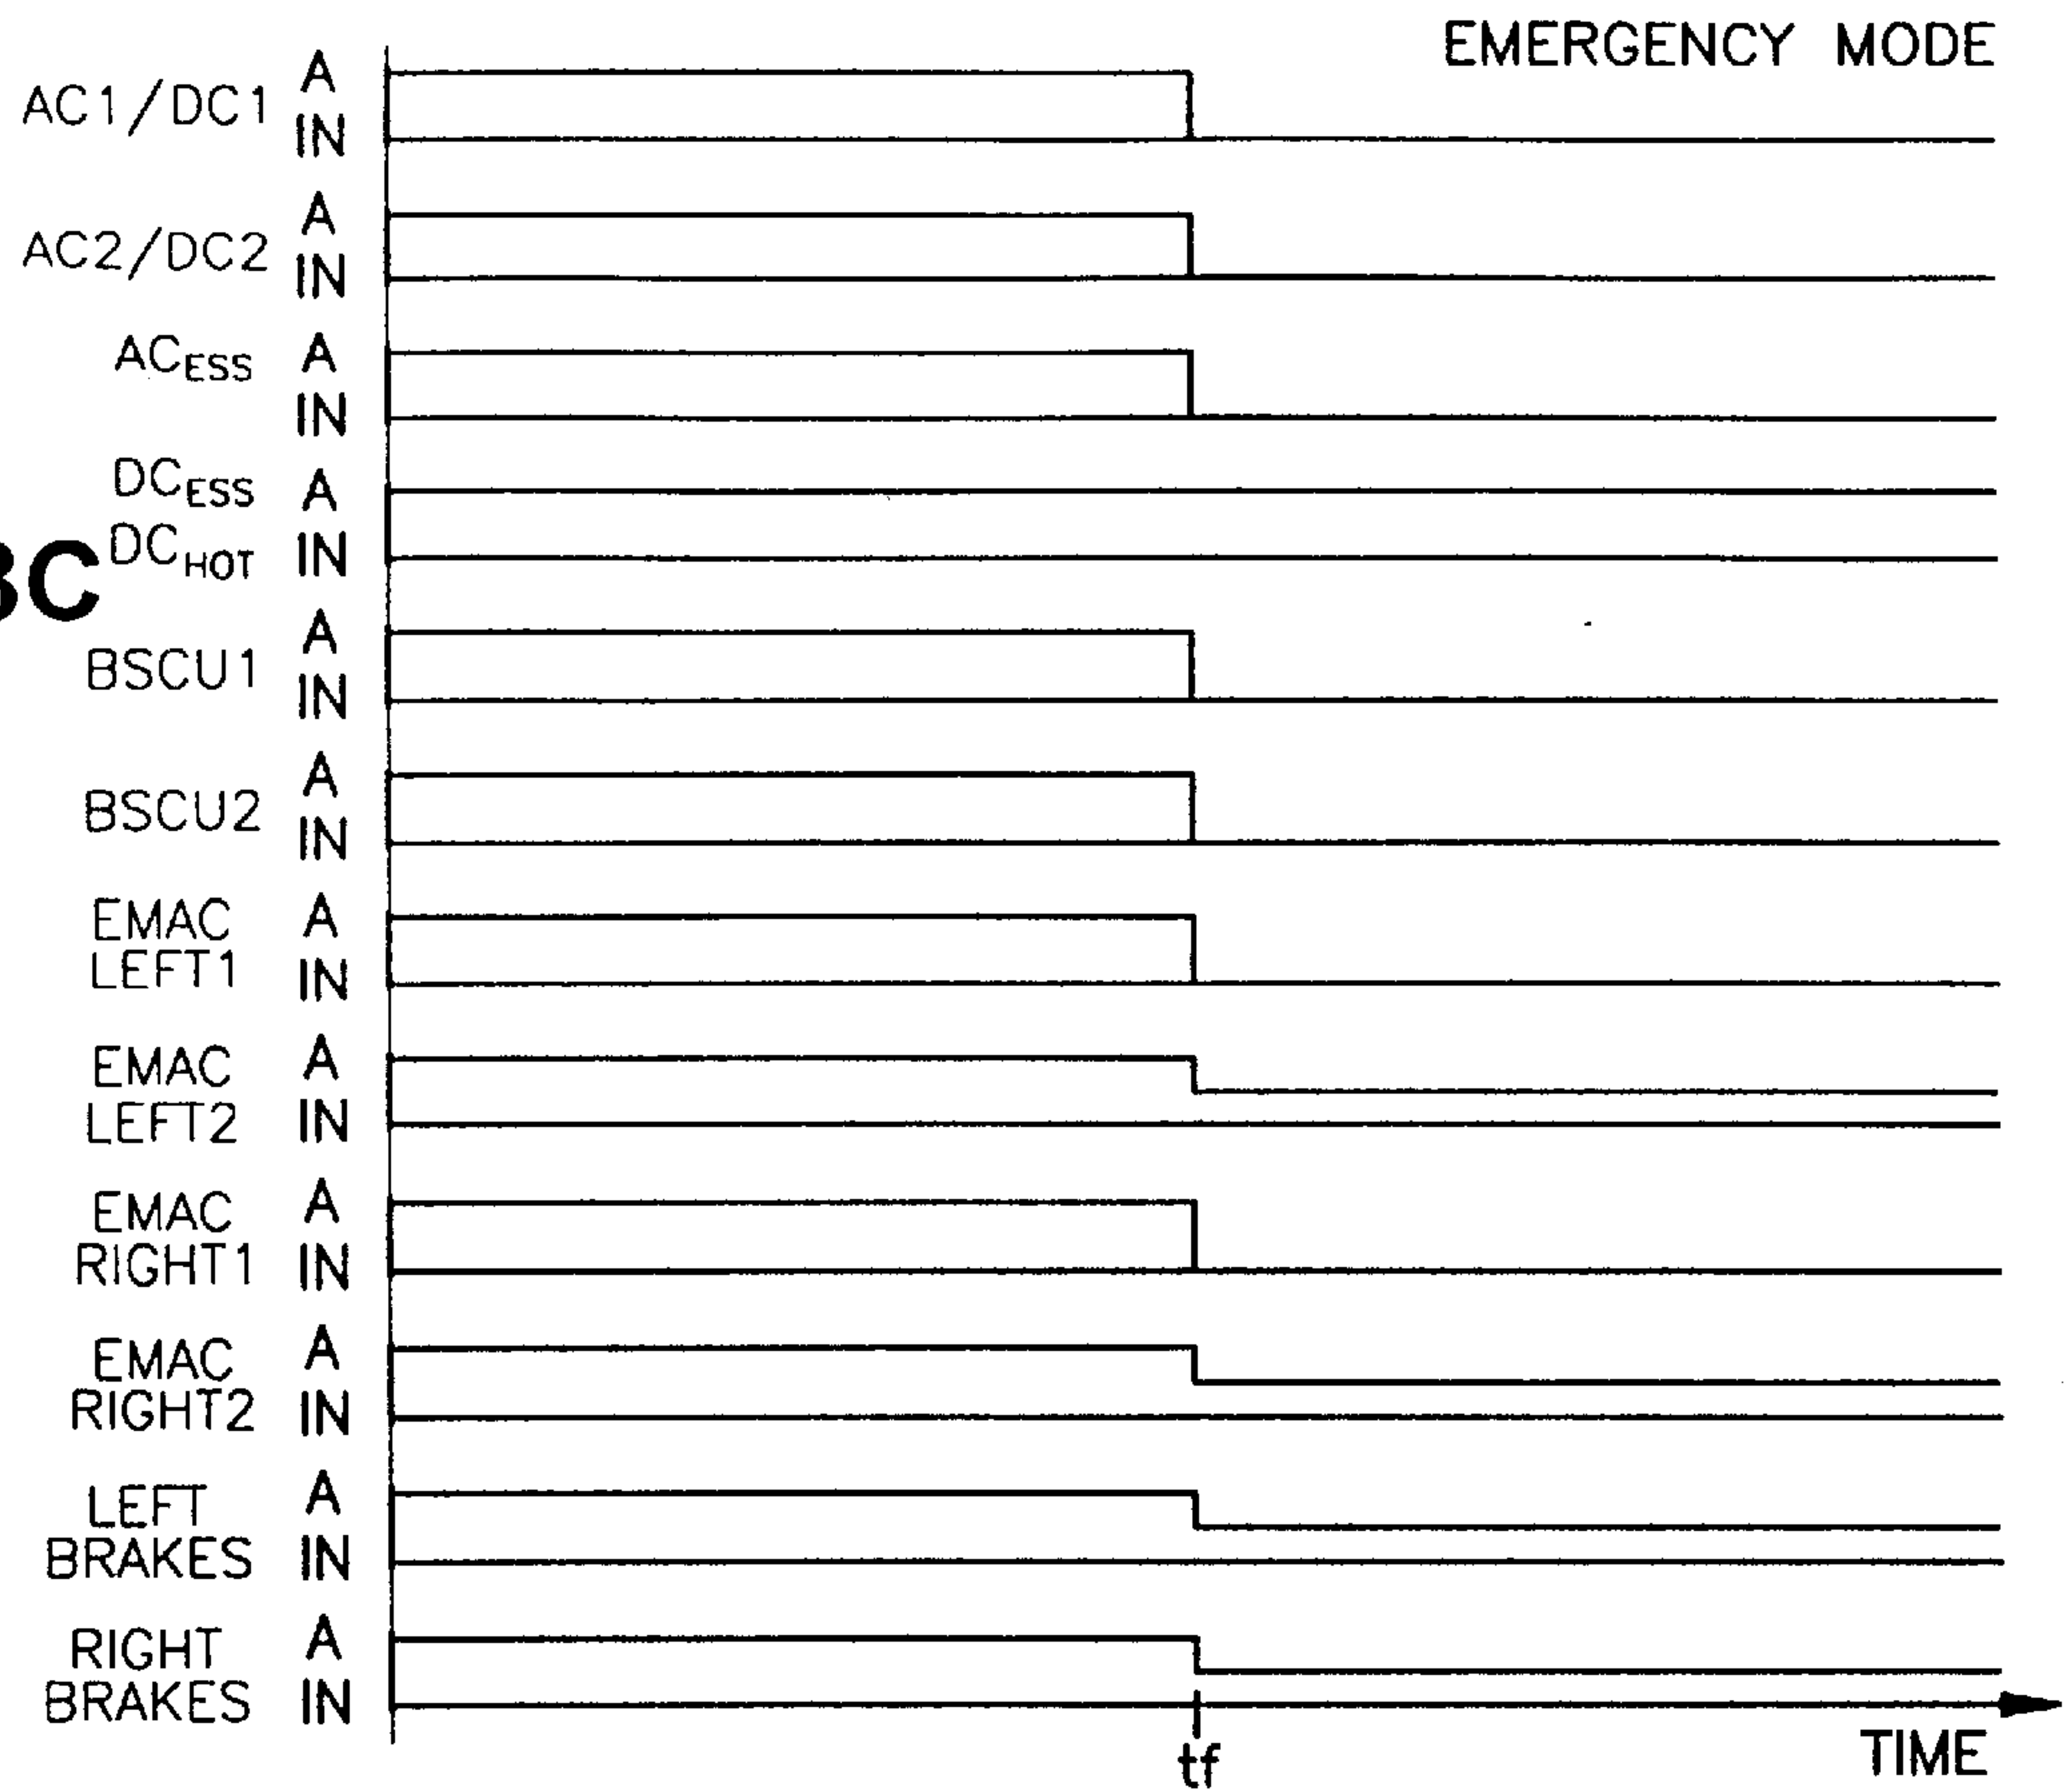 EMERGENCY MODE
AC1/DC1 A
IN
AC2/DC2 A
IN
ACESS A
IN
DCESS A
DCHOT IN
BSCU1 A
IN
BSCU2 A
IN
EMAC A
LEFT1 IN
EMAC A
LEFT2 IN
EMAC A
RIGHT1 IN
EMAC A
RIGHT2 IN
LEFT A
BRAKES IN
RIGHT A
BRAKES IN
tf
TIME